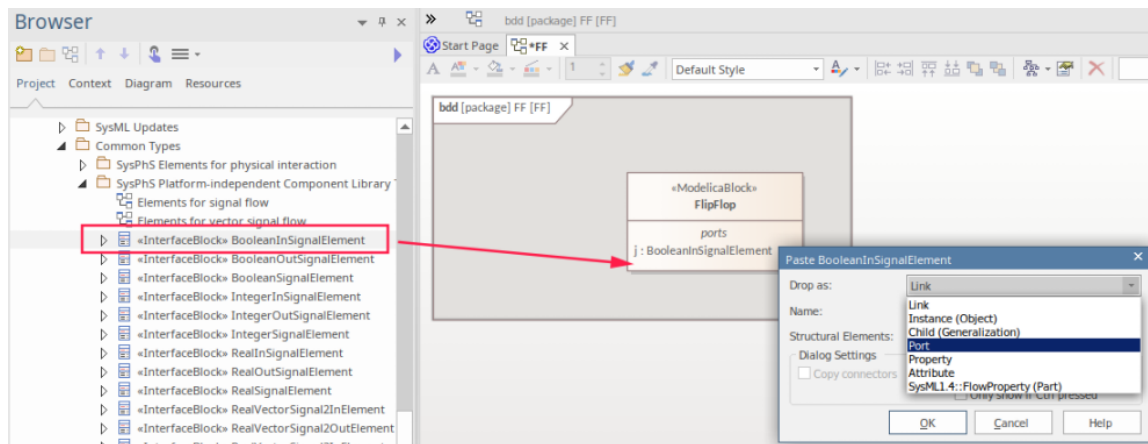 Browser
Project Context Diagram Resources
SysML Updates
Common Types
SysPhS Elements for physical interaction
SysPhS Platform-independent Component Library
Elements for signal flow
Elements for vector signal flow
«InterfaceBlock» BooleanInSignalElement
«InterfaceBlock» BooleanOutSignalElement
«InterfaceBlock» BooleanSignalElement
«InterfaceBlock» IntegerInSignalElement
«InterfaceBlock» IntegerOutSignalElement
«InterfaceBlock» IntegerSignalElement
«InterfaceBlock» RealInSignalElement
«InterfaceBlock» RealOutSignalElement
«InterfaceBlock» RealSignalElement
«InterfaceBlock» RealVectorSignal2InElement
«InterfaceBlock» RealVectorSignal2OutElement
bdd [package] FF [FF]
Start Page *FF
1 Default Style
bdd [package] FF [FF]
«ModelicaBlock»
FlipFlop
ports
j : BooleanInSignalElement
Paste BooleanInSignalElement
Drop as: Link
Name:
Structural Elements:
Dialog Settings
Copy connectors
Link
Instance (Object)
Child (Generalization)
Port
Property
Attribute
SysML1.4::FlowProperty (Part)
Only show if Ctrl pressed
OK Cancel Help